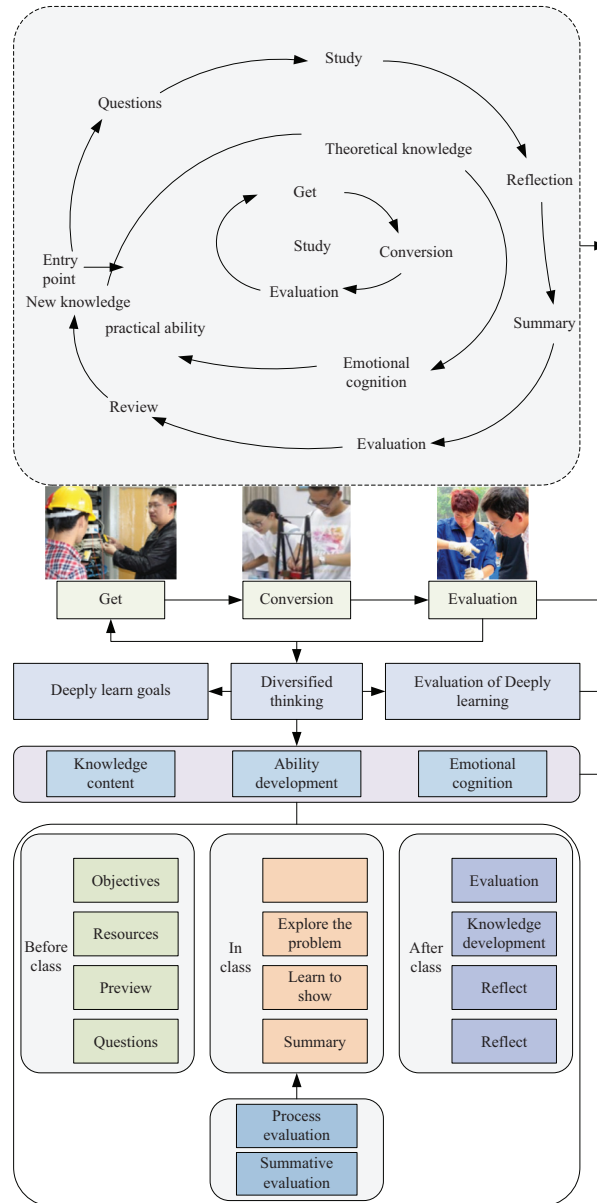 Study
Questions
Theoretical knowledge
Reflection
Get
Study
Conversion
Entry
point
Evaluation
New knowledge
practical ability
Summary
Emotional
cognition
Review
Evaluation
Get
Conversion
Evaluation
Deeply learn goals
Diversified
thinking
Evaluation of Deeply
learning
Knowledge
content
Ability
development
Emotional
cognition
Before
class
Objectives
Resources
Preview
Questions
In
class
Explore the
problem
Learn to
show
Summary
After
class
Evaluation
Knowledge
development
Reflect
Reflect
Process
evaluation
Summative
evaluation